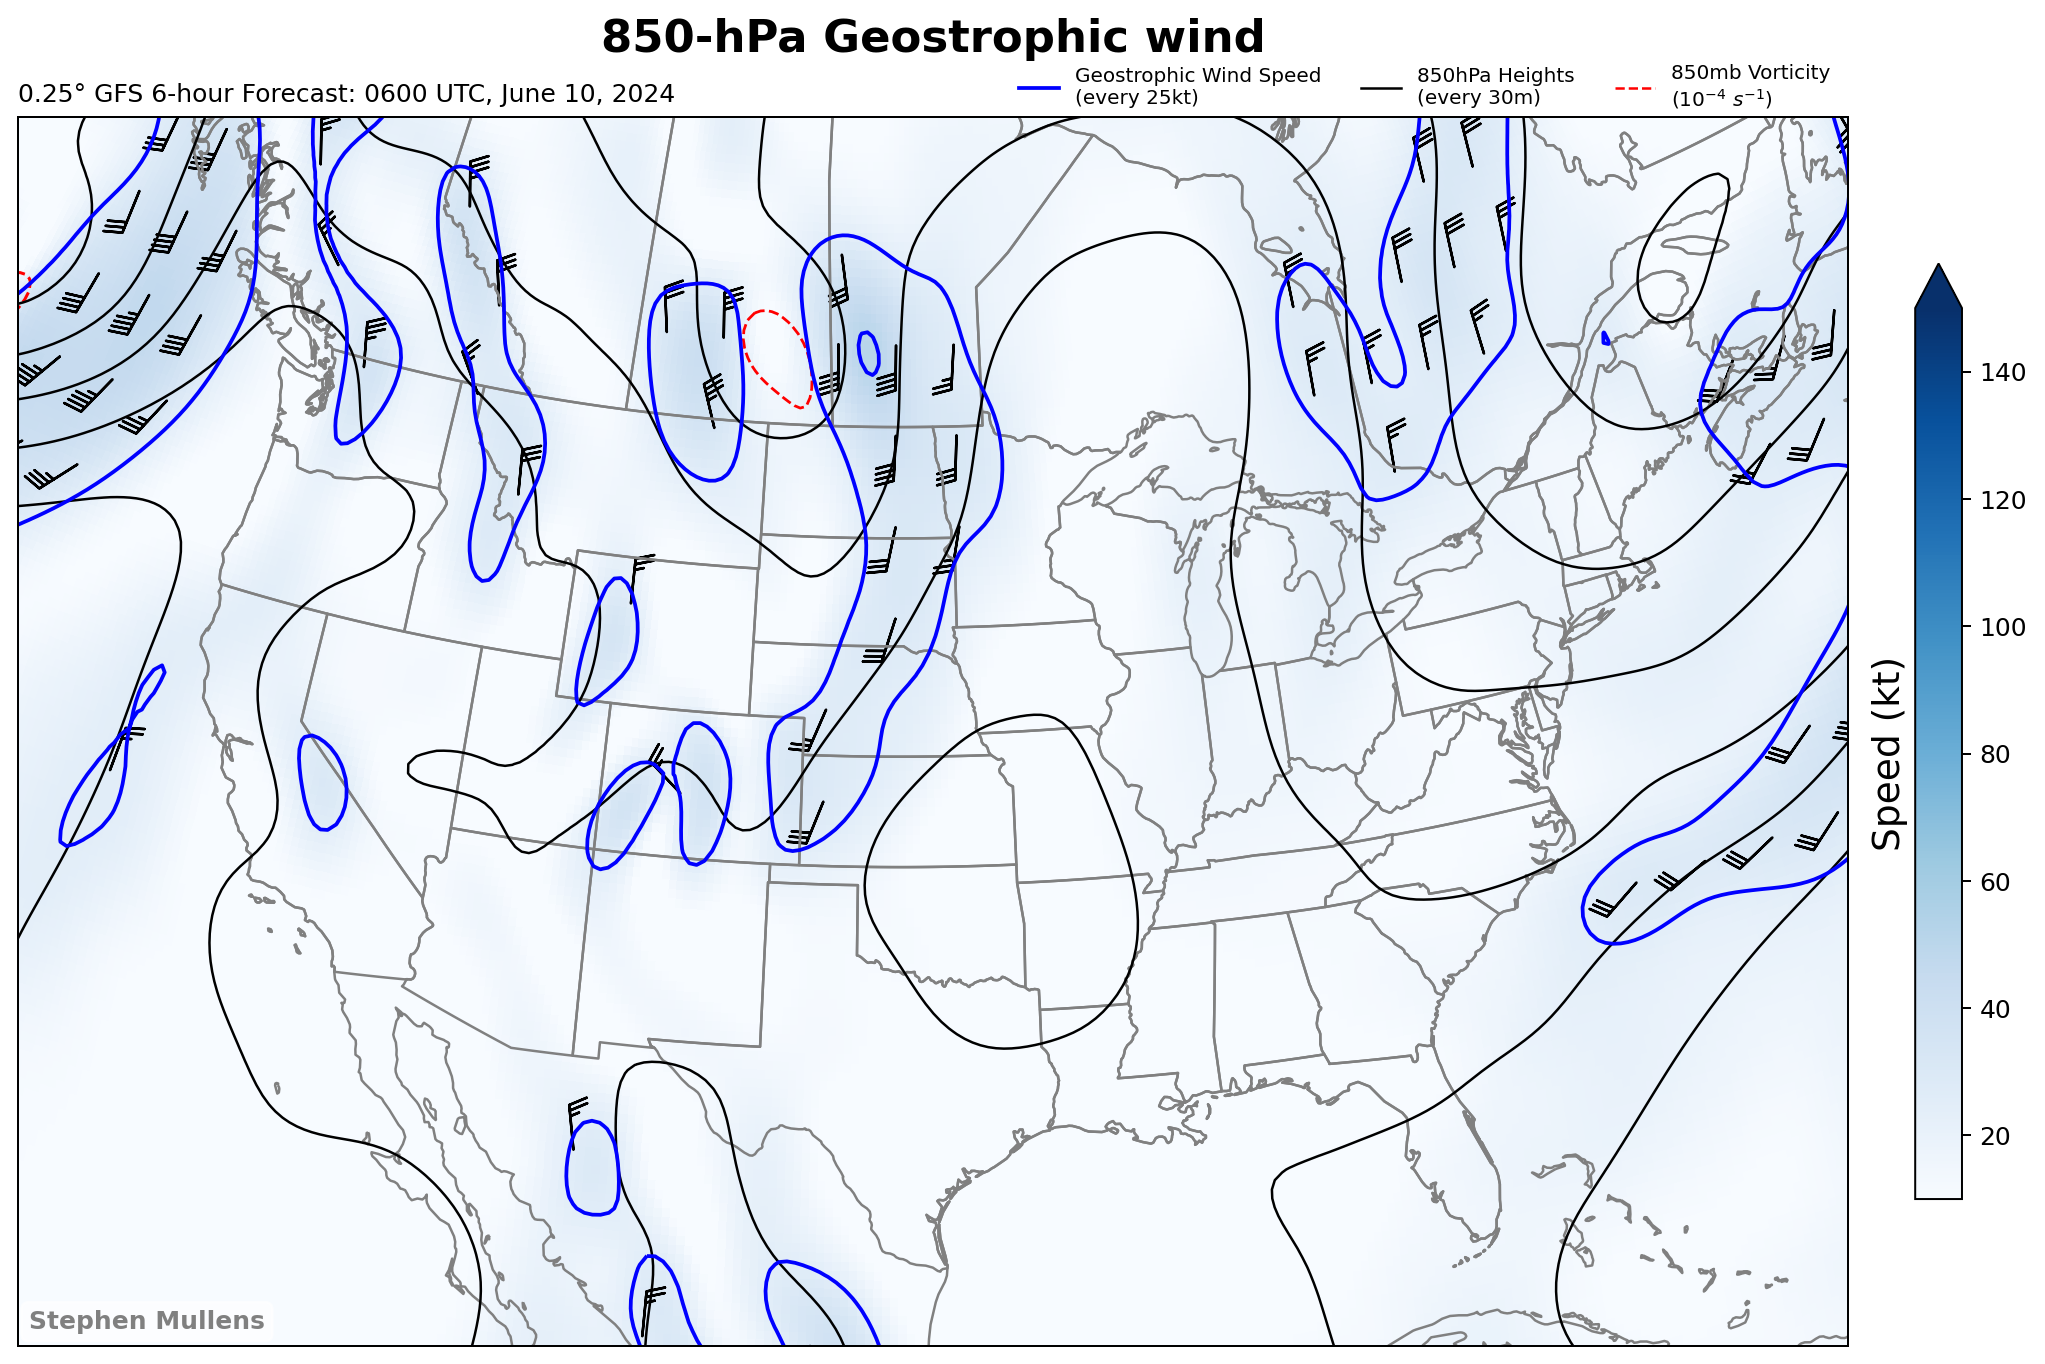 850-hPa Geostrophic wind
0.25° GFS 6-hour Forecast: 0600 UTC, June 10, 2024
Geostrophic Wind Speed
(every 25kt)
850hPa Heights
(every 30m)
850mb Vorticity
(10⁻⁴ s⁻¹)
140
120
100
80
60
40
20
Speed (kt)
Stephen Mullens